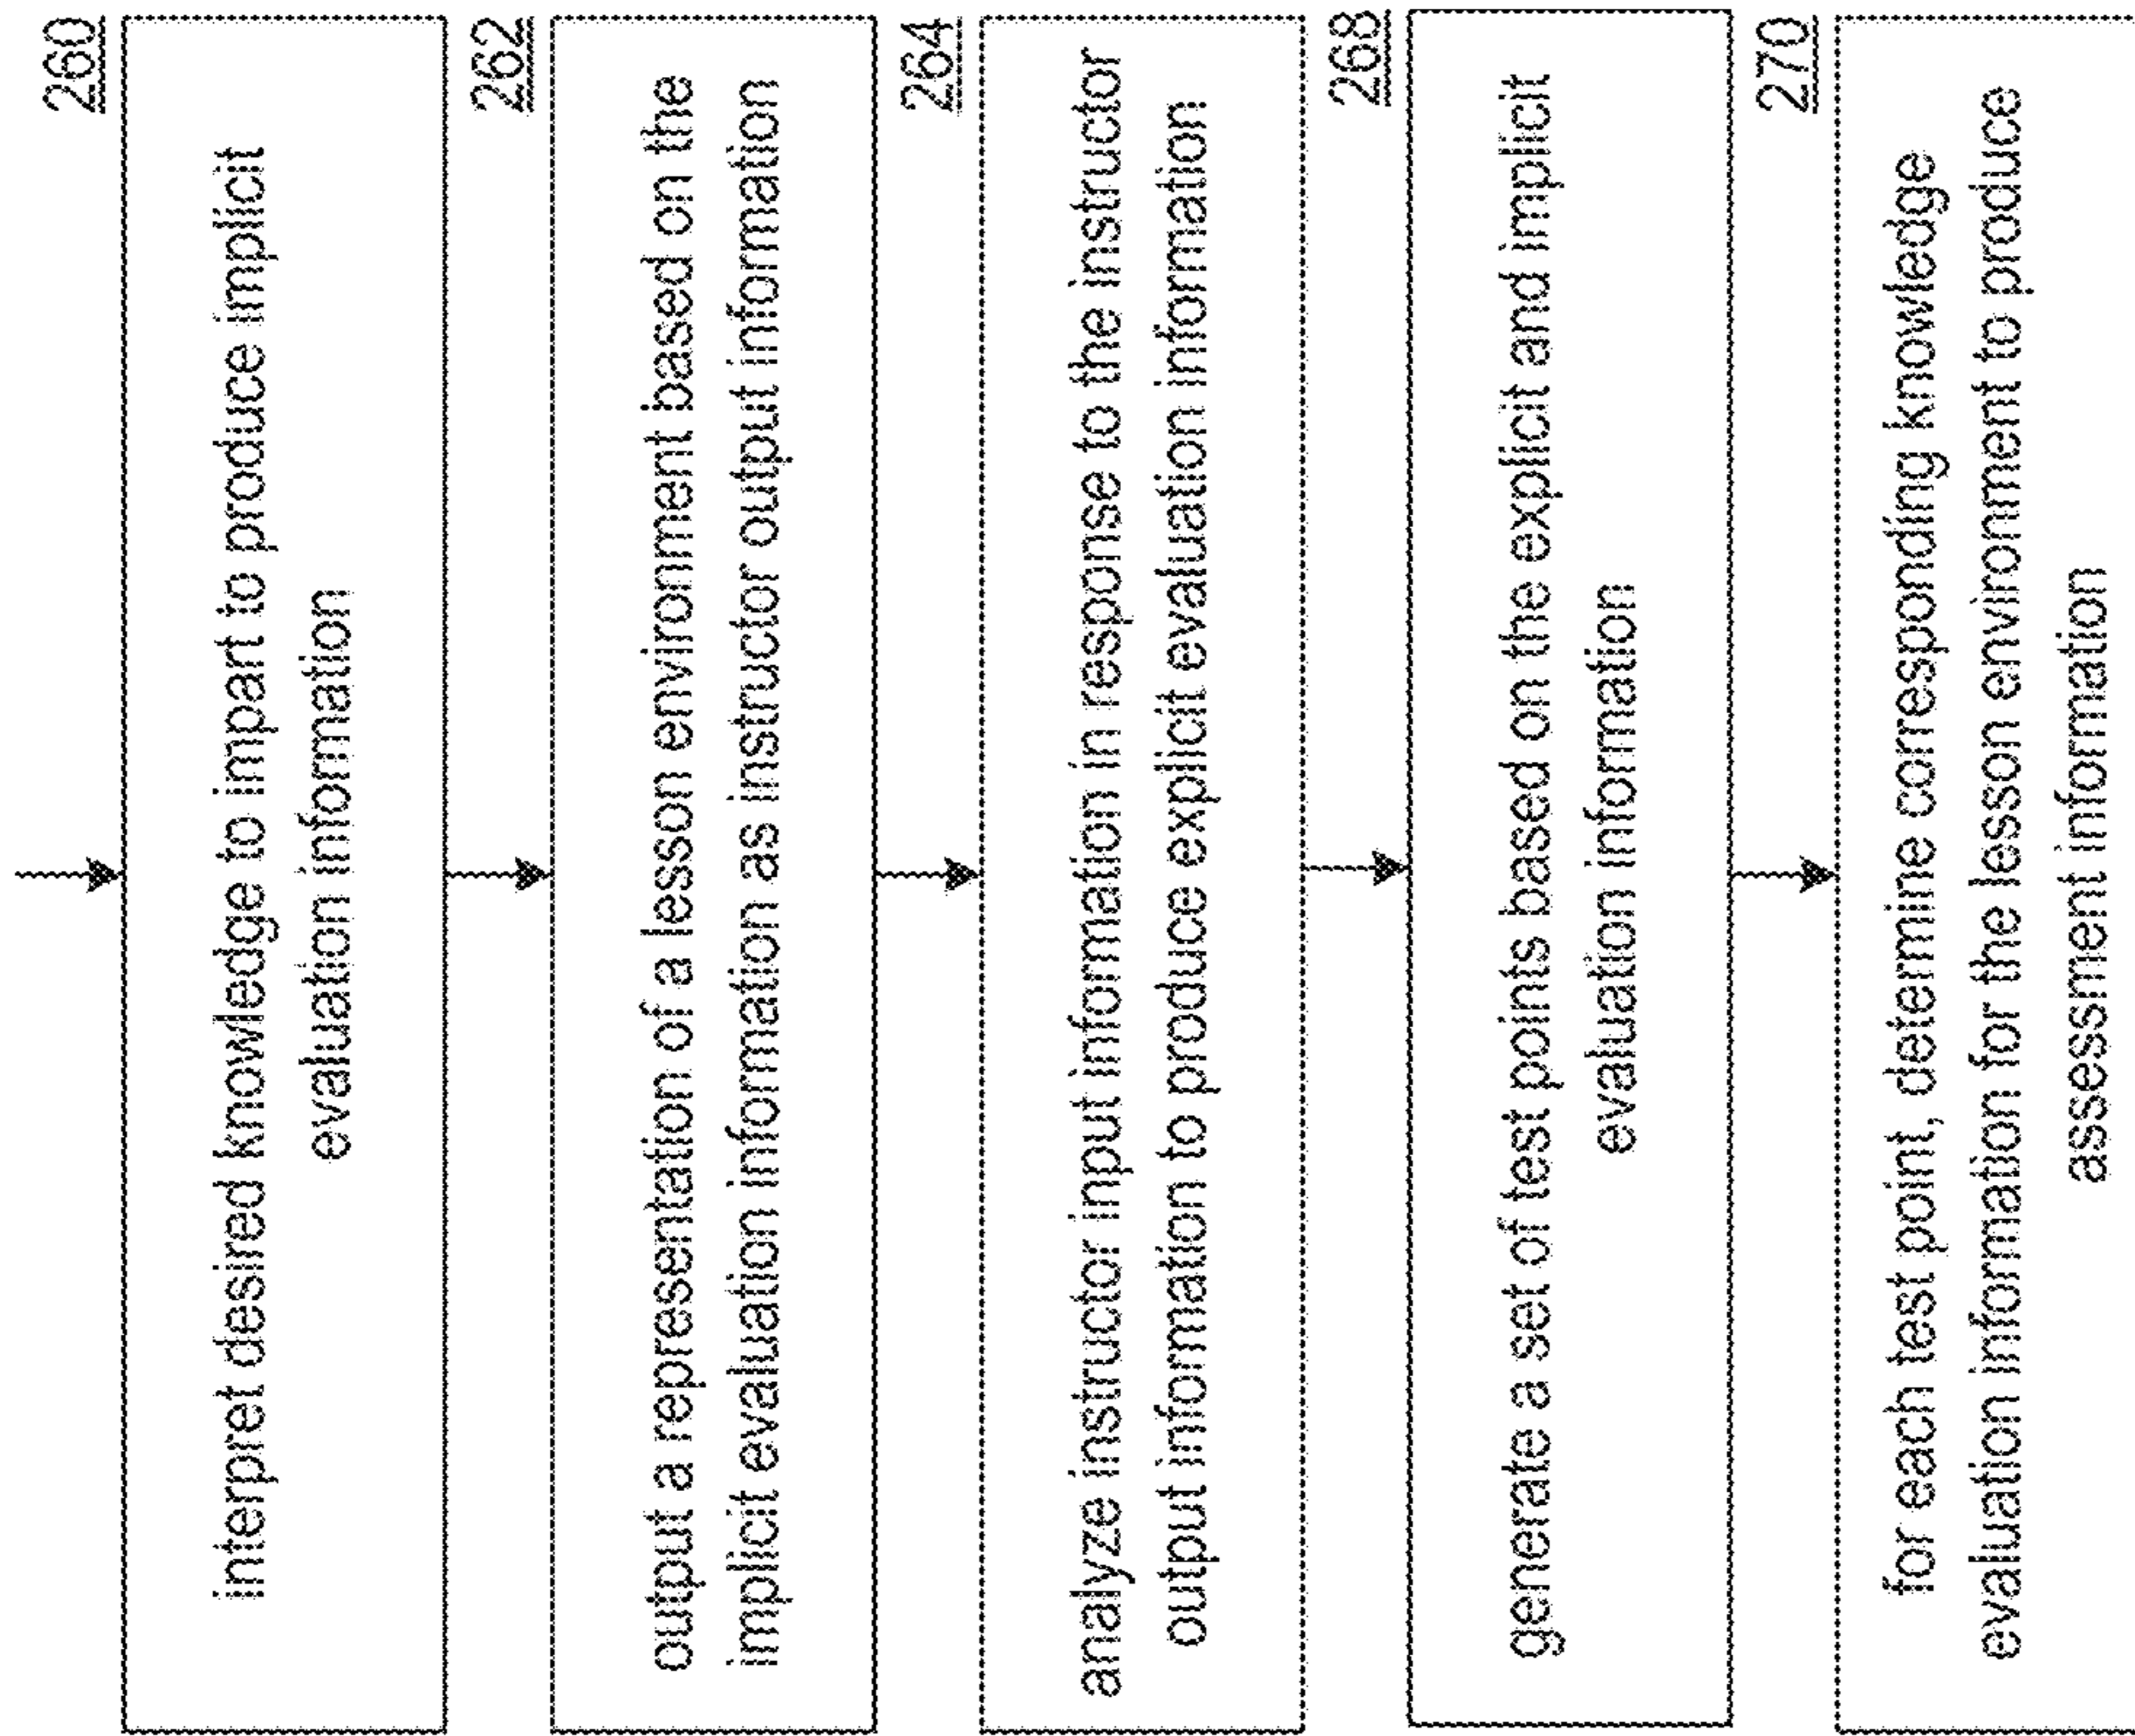 260
interpret desired knowledge to impart to produce implicit
evaluation information
262
output a representation of a lesson environment based on the
implicit evaluation information as instructor output information
264
analyze instructor input information in response to the instructor
output information to produce explicit evaluation information
268
generate a set of test points based on the explicit and implicit
evaluation information
270
for each test point, determine corresponding knowledge
evaluation information for the lesson environment to produce
assessment information